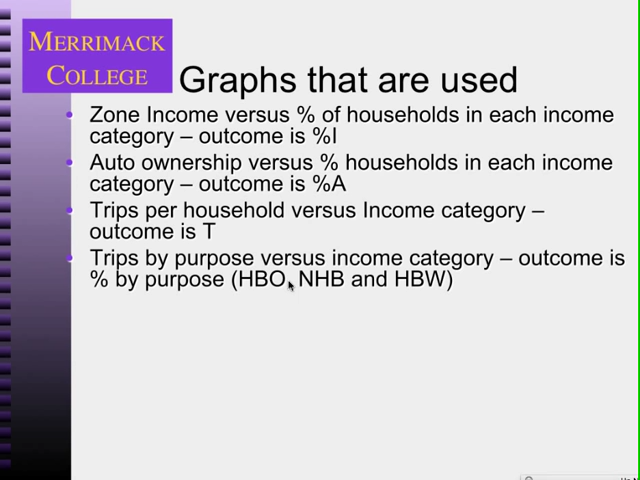 MERRIMACK
COLLEGE
Graphs that are used
Zone Income versus % of households in each income
category – outcome is %I
Auto ownership versus % households in each income
category – outcome is %A
Trips per household versus Income category –
outcome is T
Trips by purpose versus income category – outcome is
% by purpose (HBO, NHB and HBW)